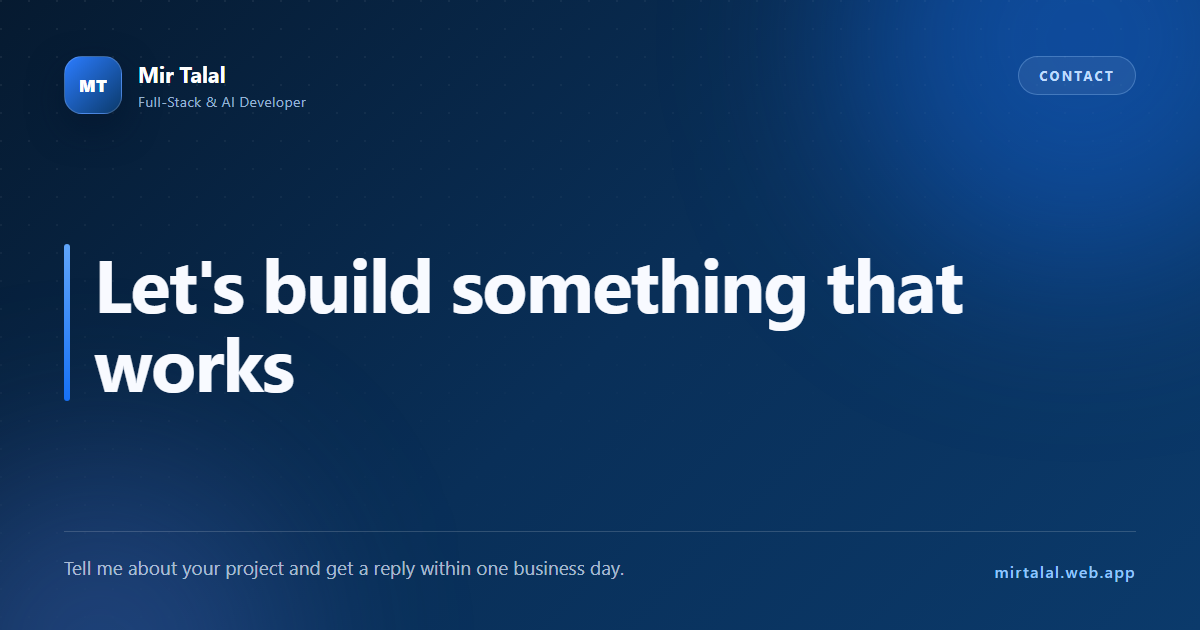 MT
Mir Talal
Full-Stack & AI Developer
CONTACT
Let's build something that
works
Tell me about your project and get a reply within one business day.
mirtalal.web.app